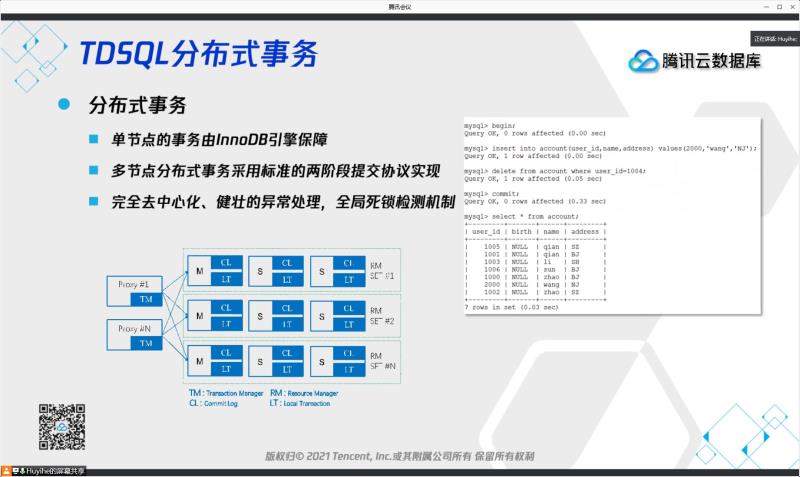 腾讯会议
正在讲话: Huyihe;
TDSQL分布式事务
腾讯云数据库
分布式事务
单节点的事务由InnoDB引擎保障
多节点分布式事务采用标准的两阶段提交协议实现
完全去中心化、健壮的异常处理，全局死锁检测机制
mysql> begin;
Query OK, 0 rows affected (0.00 sec)
mysql> insert into account(user_id,name,address) values(2000,'wang','NJ');
Query OK, 1 row affected (0.00 sec)
mysql> delete from account where user_id=1004;
Query OK, 1 row affected (0.05 sec)
mysql> commit;
Query OK, 0 rows affected (0.33 sec)
mysql> select * from account;
| user_id | birth | name | address |
| 1005 | NULL | qian | SZ |
| 1001 | NULL | qian | BJ |
| 1003 | NULL | li | SH |
| 1006 | NULL | sun | BJ |
| 1000 | NULL | zhao | BJ |
| 2000 | NULL | wang | NJ |
| 1002 | NULL | zhao | SZ |
7 rows in set (0.03 sec)
Proxy #1
TM
Proxy #N
TM
M CL LT S CL LT S CL LT RM SET #1
M CL LT S CL LT S CL LT RM SET #2
M CL LT S CL LT S CL LT RM SET #N
TM : Transaction Manager RM : Resource Manager
CL : Commit Log LT : Local Transaction
版权归© 2021 Tencent, Inc.或其附属公司所有 保留所有权利
Huyihe的屏幕共享